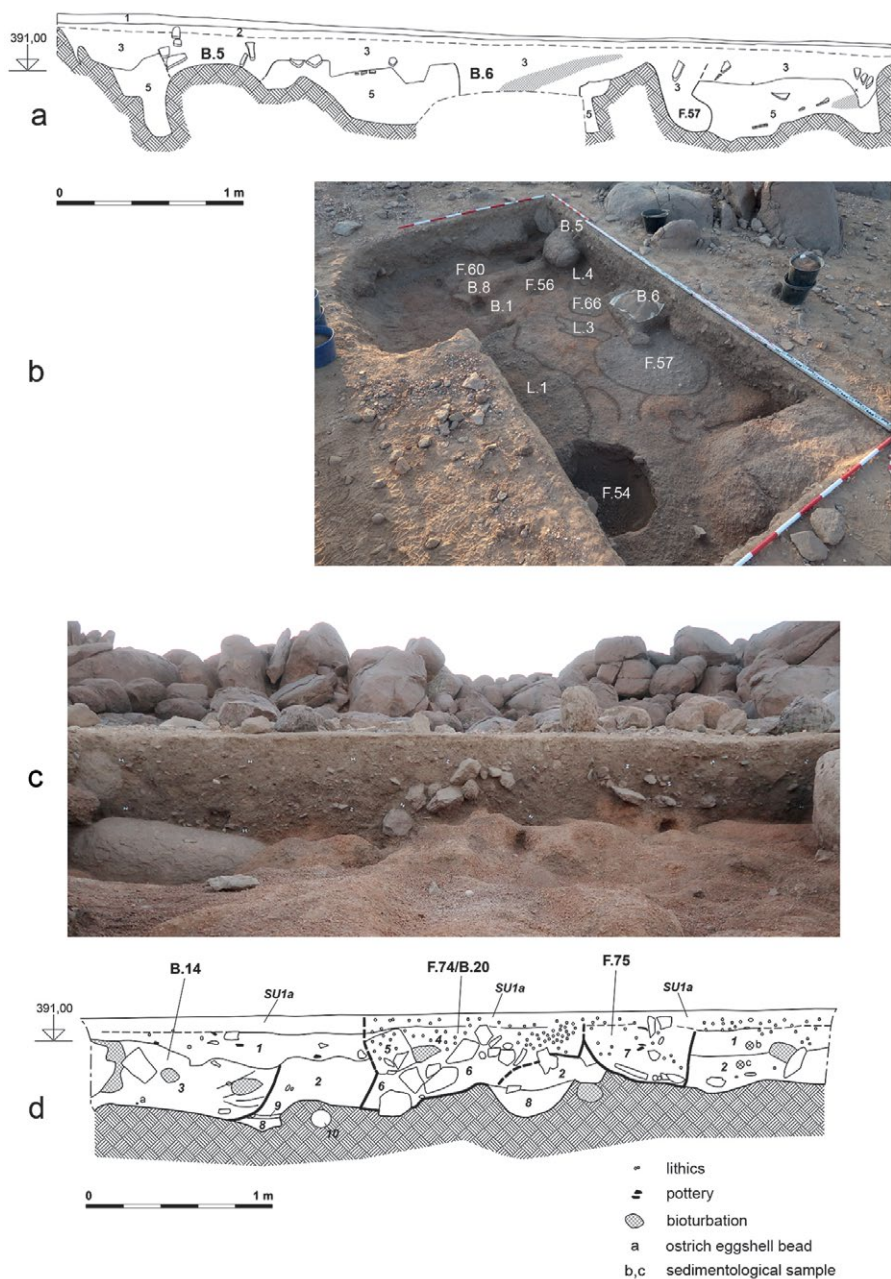 1
391,00
2
3
B.5
3
B.6
3
3
3
5
5
5
F.57
5
a
0
1 m
b
B.5
F.60
L.4
B.8
F.56
B.1
F.66
B.6
L.3
F.57
L.1
F.54
c
B.14
F.74/B.20
F.75
391,00
SU1a
SU1a
SU1a
1
5
4
7
1
b
2
6
2
c
3
2
6
a
9
8
8
10
d
lithics
pottery
0
1 m
bioturbation
a ostrich eggshell bead
b,c sedimentological sample